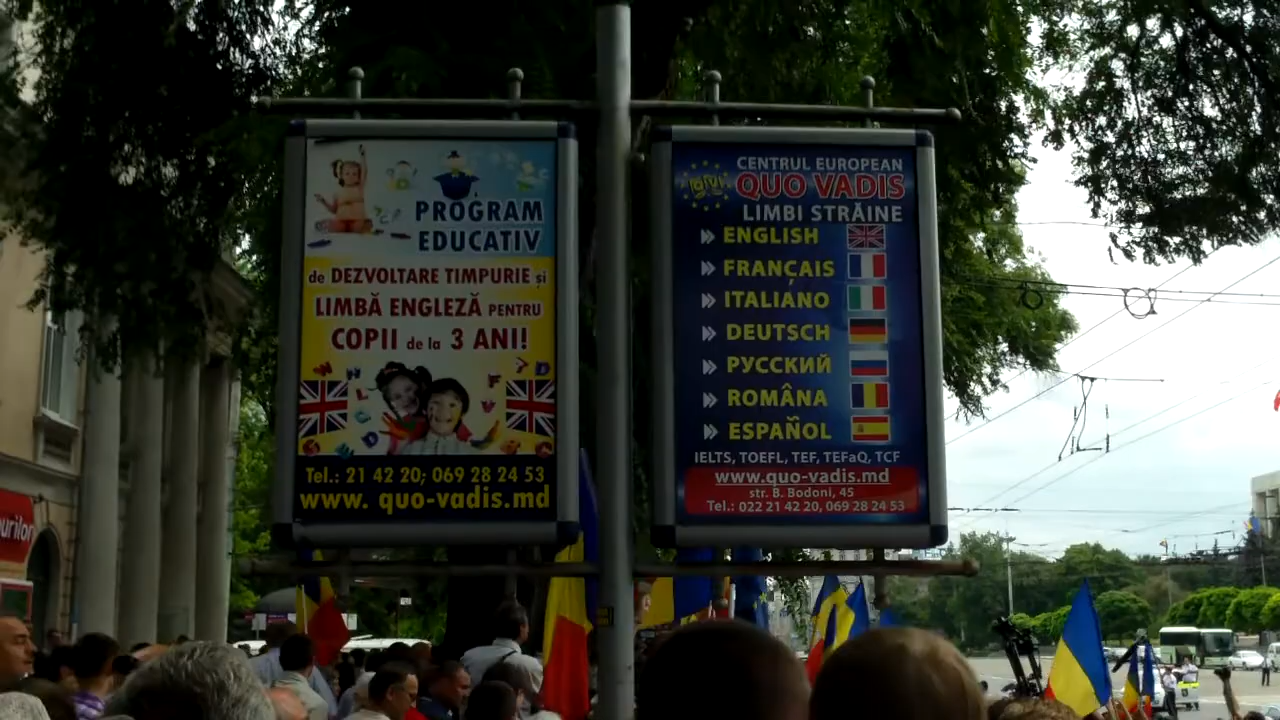 PROGRAM
EDUCATIV
de DEZVOLTARE TIMPURIE și
LIMBĂ ENGLEZĂ PENTRU
COPII de la 3 ANI!
Tel.: 21 42 20; 069 28 24 53
www. quo-vadis.md
CENTRUL EUROPEAN
QUO VADIS
LIMBI STRĂINE
ENGLISH
FRANÇAIS
ITALIANO
DEUTSCH
РУССКИЙ
ROMÂNA
ESPAÑOL
IELTS, TOEFL, TEF, TEFaQ, TCF
www.quo-vadis.md
str. B. Bodoni, 45
Tel.: 022 21 42 20, 069 28 24 53